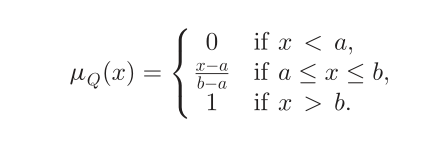 μ_Q(x) = { 0 if x < a,
x−a/b−a if a ≤ x ≤ b,
1 if x > b.